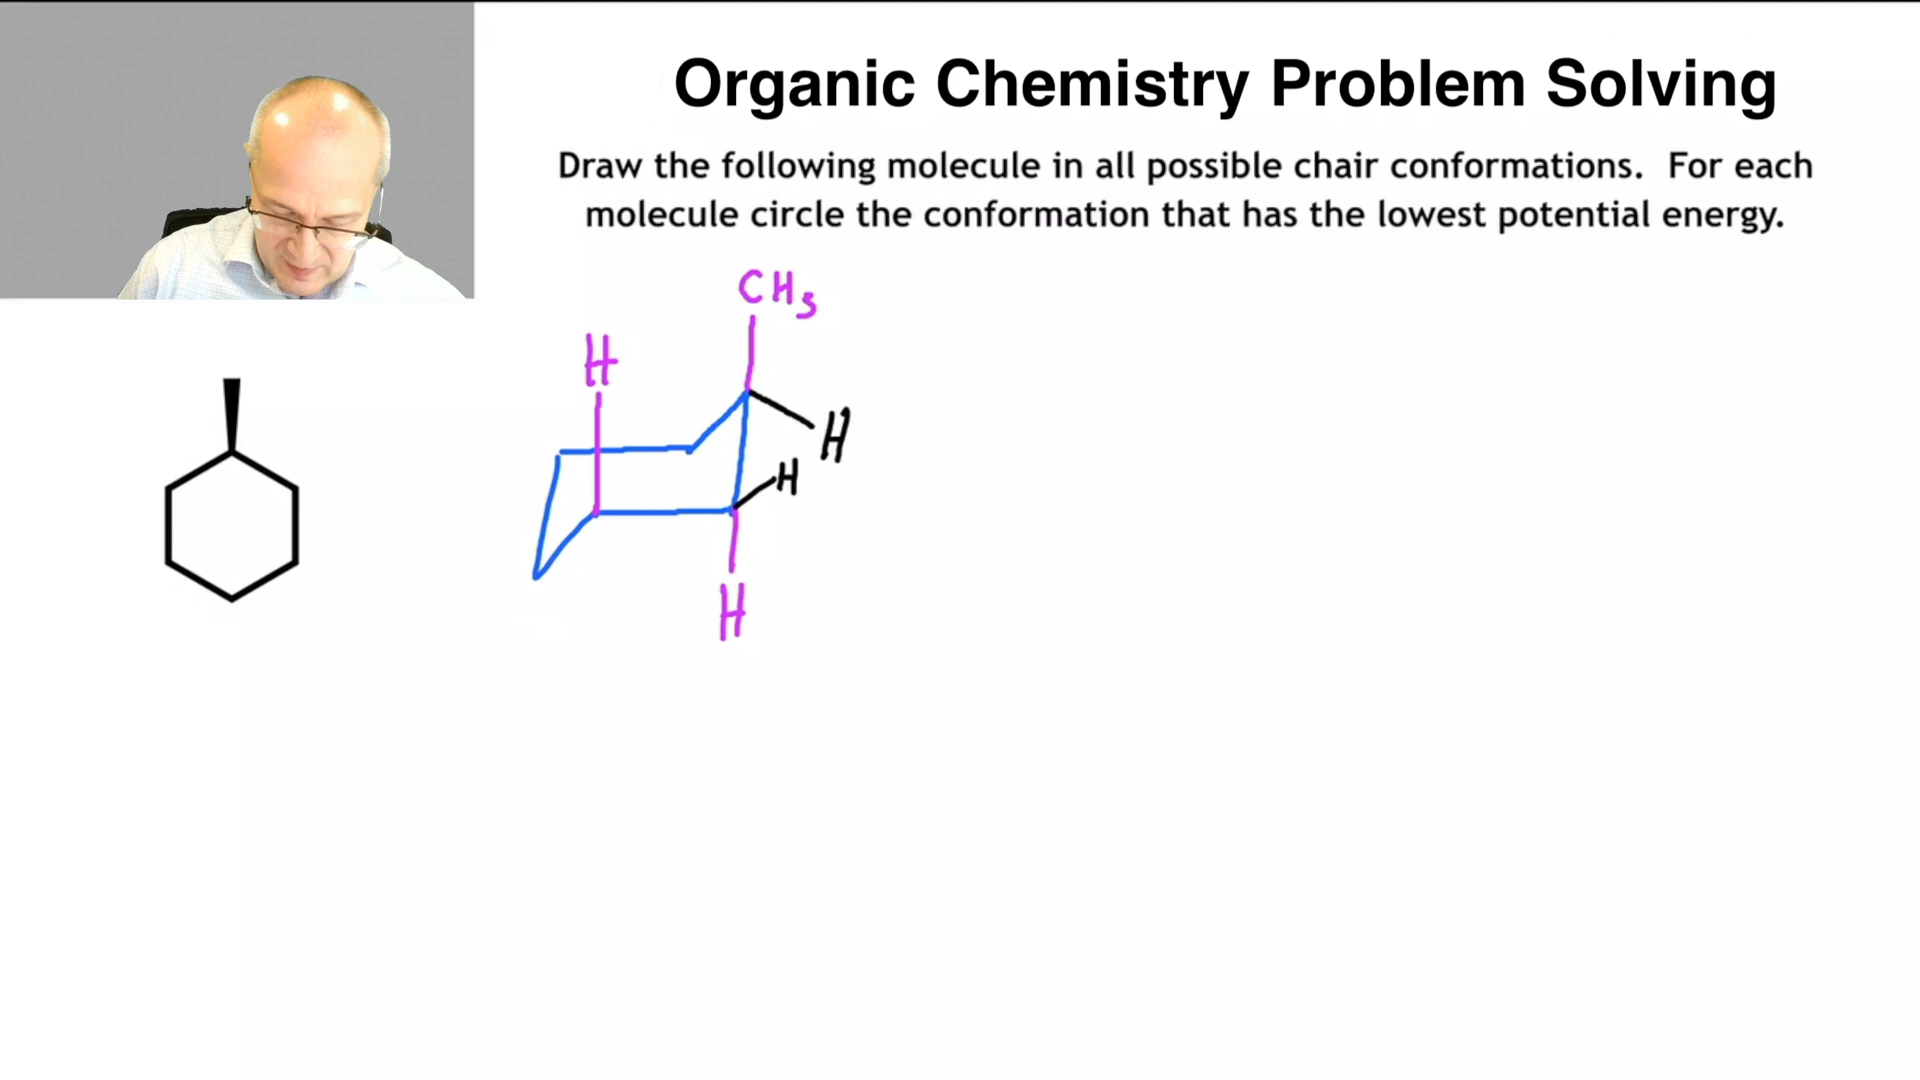 Organic Chemistry Problem Solving
Draw the following molecule in all possible chair conformations. For each
molecule circle the conformation that has the lowest potential energy.
CH3
H
H
H
H